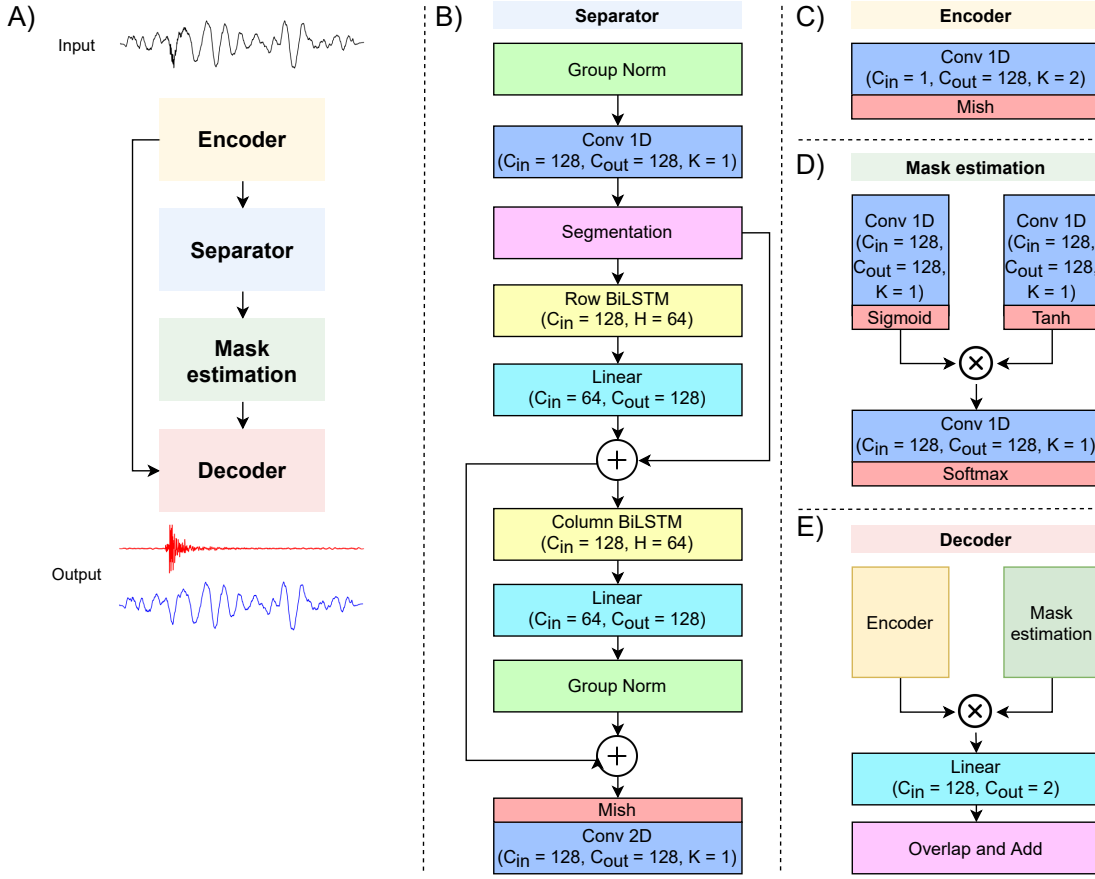 A)
Input
Encoder
Separator
Mask
estimation
Decoder
Output
B)
Separator
Group Norm
Conv 1D
(Cin = 128, Cout = 128, K = 1)
Segmentation
Row BiLSTM
(Cin = 128, H = 64)
Linear
(Cin = 64, Cout = 128)
Column BiLSTM
(Cin = 128, H = 64)
Linear
(Cin = 64, Cout = 128)
Group Norm
Mish
Conv 2D
(Cin = 128, Cout = 128, K = 1)
C)
Encoder
Conv 1D
(Cin = 1, Cout = 128, K = 2)
Mish
D)
Mask estimation
Conv 1D
(Cin = 128,
Cout = 128,
K = 1)
Sigmoid
Conv 1D
(Cin = 128,
Cout = 128,
K = 1)
Tanh
Conv 1D
(Cin = 128, Cout = 128, K = 1)
Softmax
E)
Decoder
Encoder
Mask
estimation
Linear
(Cin = 128, Cout = 2)
Overlap and Add